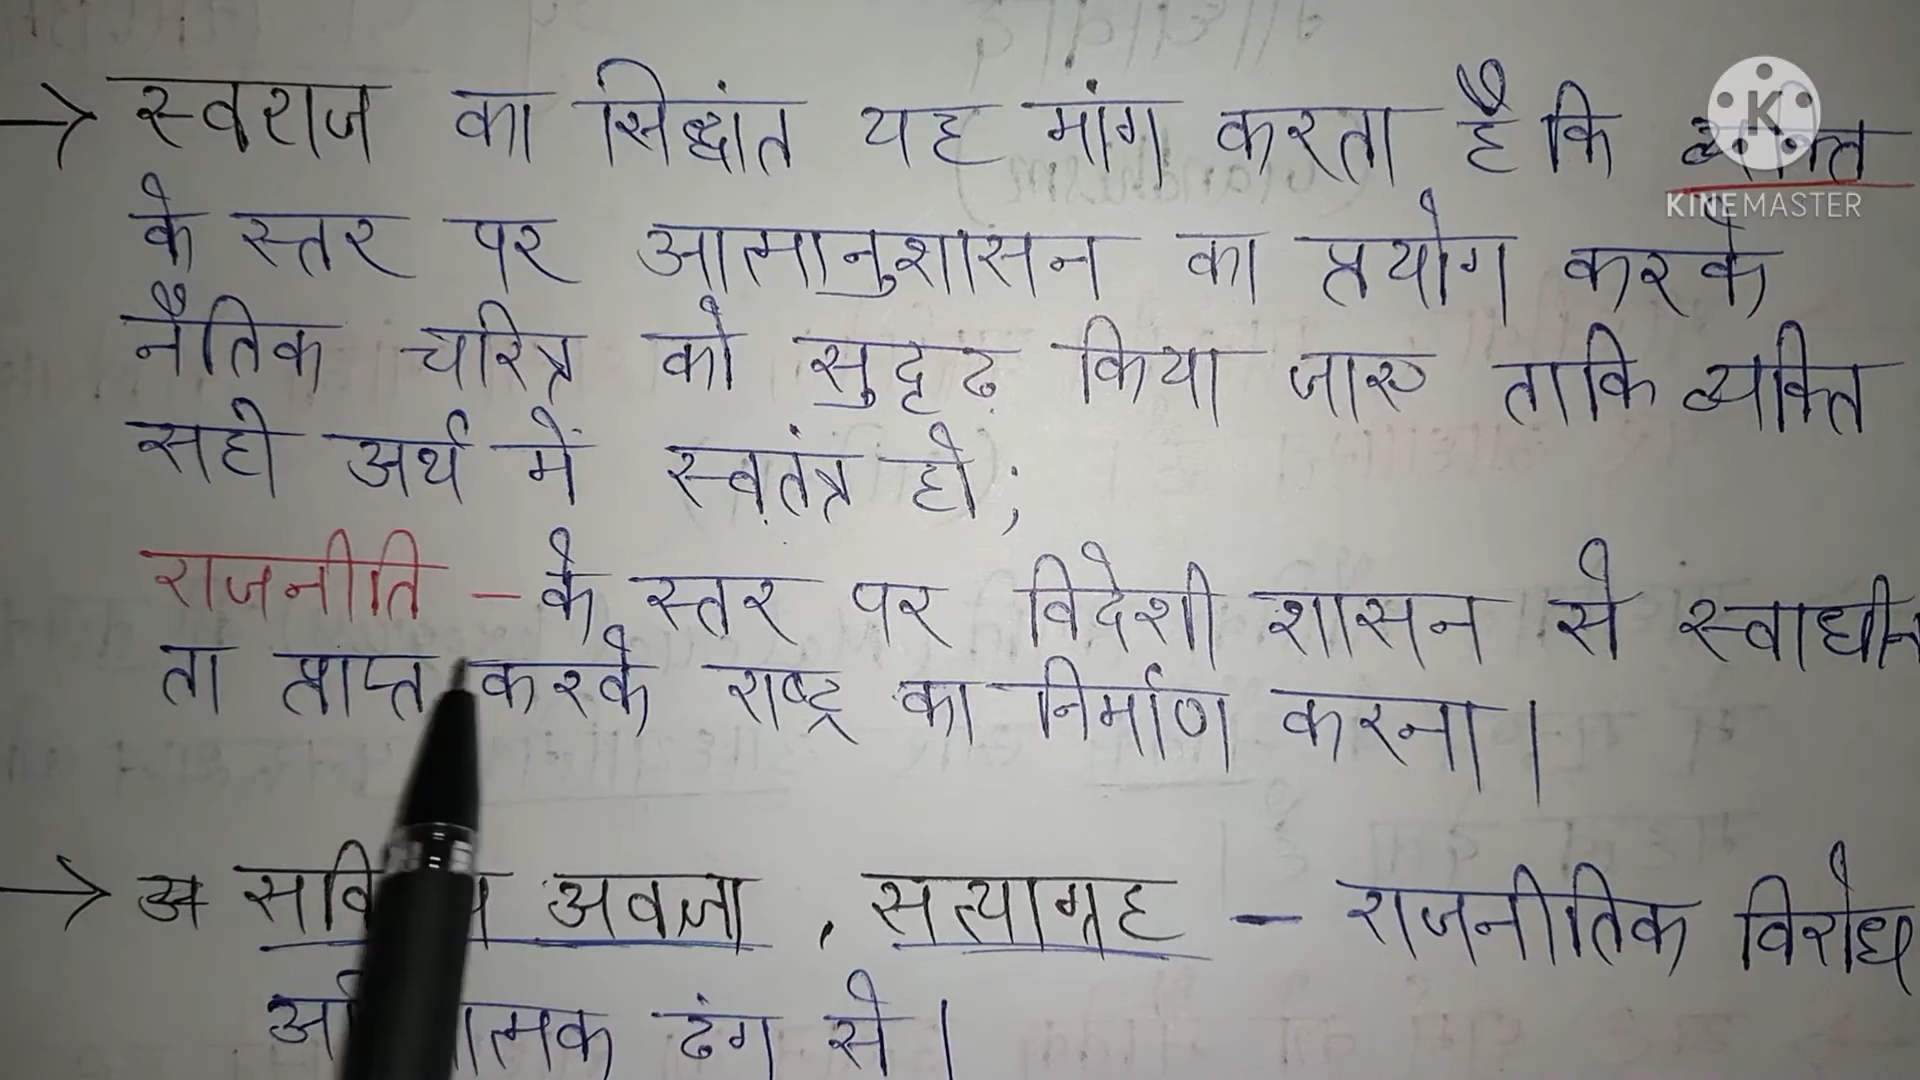 → स्वराज का सिद्धांत यह मांग करता है कि व्यक्ति
के स्तर पर आत्मानुशासन का प्रयोग करके
नैतिक चरित्र को सुदृढ़ किया जाए ताकि व्यक्ति
सही अर्थ में स्वतंत्र हो;
राजनीति - के स्तर पर विदेशी शासन से स्वाधीन
ता प्राप्त करके राष्ट्र का निर्माण करना।
→ अवज्ञा, सत्याग्रह - राजनीतिक विरोध
ढंग से।
KINEMASTER